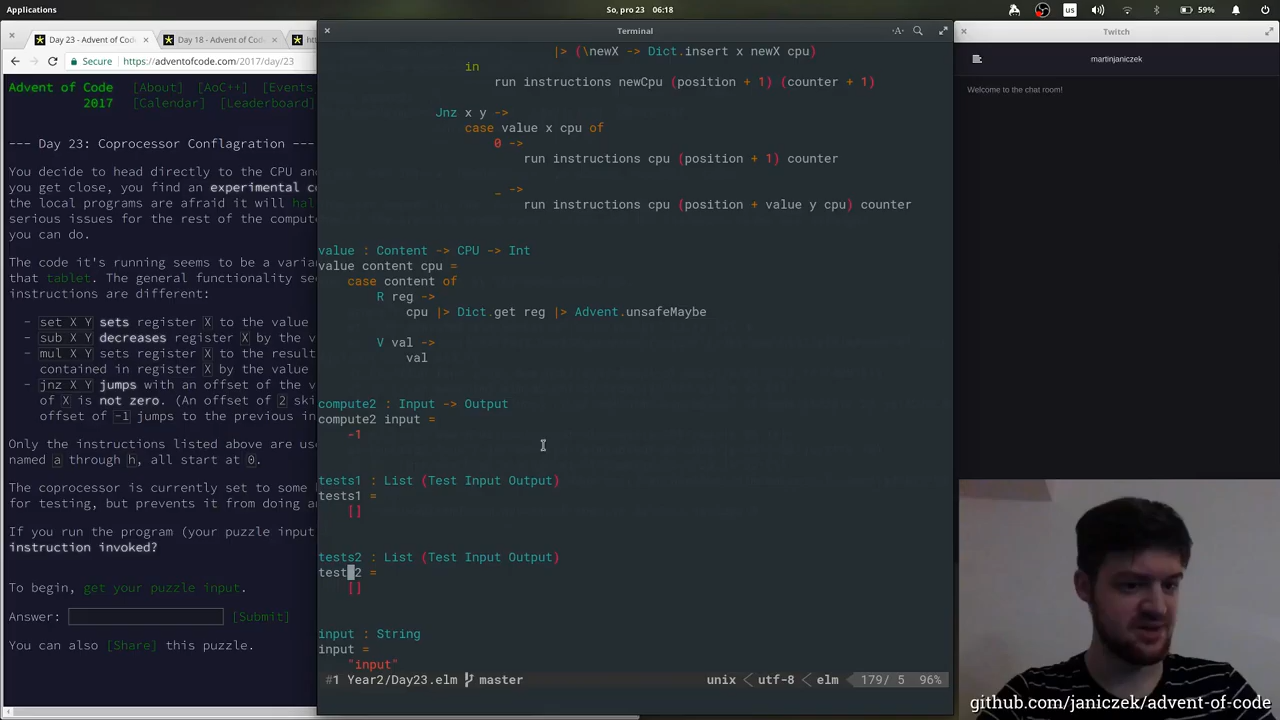 Applications
So, pro 23 06:18
us
59%
Day 23 - Advent of Cod
Day 18 - Advent of Cod
Terminal
-A-
Twitch
Secure
https://adventofcode.com/2017/day/23
martinjaniczek
Welcome to the chat room!
Advent of Code [About] [AoC++] [Events
2017 [Calendar] [Leaderboard]
--- Day 23: Coprocessor Conflagration ---
You decide to head directly to the CPU and
you get close, you find an experimental co
the local programs are afraid it will hal
serious issues for the rest of the compute
you can do.
The code it's running seems to be a varia
that tablet. The general functionality see
instructions are different:
- set X Y sets register X to the value
- sub X Y decreases register X by the v
- mul X Y sets register X to the result
contained in register X by the value
- jnz X Y jumps with an offset of the v
of X is not zero. (An offset of 2 ski
offset of -1 jumps to the previous in
Only the instructions listed above are use
named a through h, all start at 0.
The coprocessor is currently set to some
for testing, but prevents it from doing an
If you run the program (your puzzle input
instruction invoked?
To begin, get your puzzle input.
Answer: [Submit]
You can also [Share] this puzzle.
|> (\newX -> Dict.insert x newX cpu)
in
run instructions newCpu (position + 1) (counter + 1)
Jnz x y ->
case value x cpu of
0 ->
run instructions cpu (position + 1) counter
_ ->
run instructions cpu (position + value y cpu) counter
value : Content -> CPU -> Int
value content cpu =
case content of
R reg ->
cpu |> Dict.get reg |> Advent.unsafeMaybe
V val ->
val
compute2 : Input -> Output
compute2 input =
-1
tests1 : List (Test Input Output)
tests1 =
[]
tests2 : List (Test Input Output)
tests2 =
[]
input : String
input =
"input"
#1 Year2/Day23.elm master unix utf-8 elm 179/ 5 96%
github.com/janiczek/advent-of-code